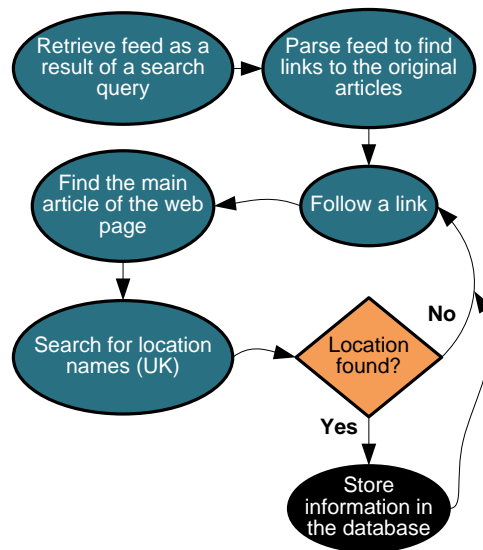 Retrieve feed as a
result of a search
query
Parse feed to find
links to the original
articles
Find the main
article of the web
page
Follow a link
Search for location
names (UK)
Location
found?
No
Yes
Store
information in
the database